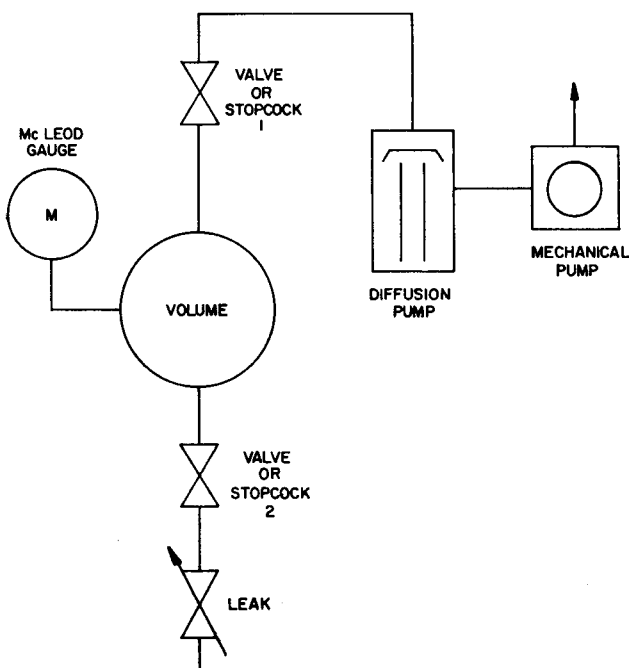 VALVE
OR
STOPCOCK
1
Mc LEOD
GAUGE
M
MECHANICAL
PUMP
DIFFUSION
PUMP
VOLUME
VALVE
OR
STOPCOCK
2
LEAK